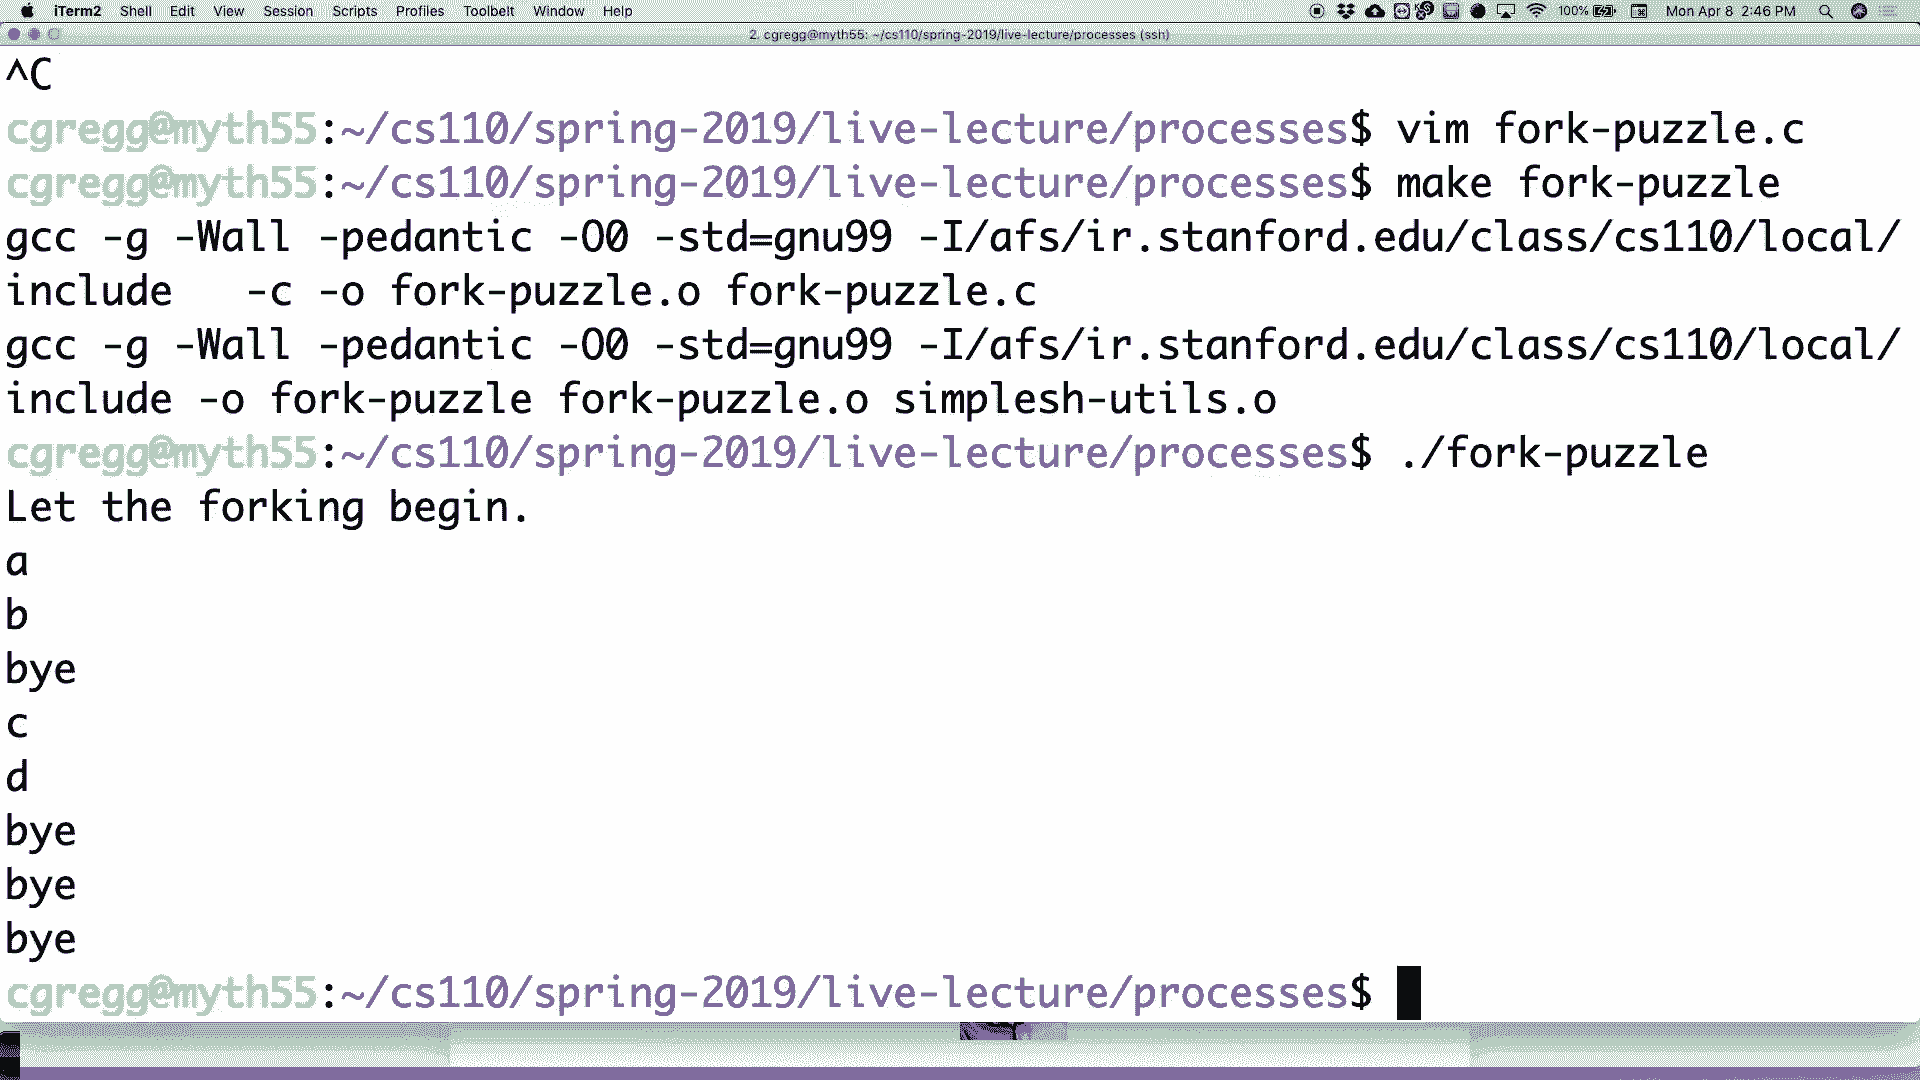 iTerm2 Shell Edit View Session Scripts Profiles Toolbelt Window Help 100% Mon Apr 8 2:46 PM
2. cgregg@myth55: ~/cs110/spring-2019/live-lecture/processes (ssh)
^C
cgregg@myth55:~/cs110/spring-2019/live-lecture/processes$ vim fork-puzzle.c
cgregg@myth55:~/cs110/spring-2019/live-lecture/processes$ make fork-puzzle
gcc -g -Wall -pedantic -O0 -std=gnu99 -I/afs/ir.stanford.edu/class/cs110/local/
include   -c -o fork-puzzle.o fork-puzzle.c
gcc -g -Wall -pedantic -O0 -std=gnu99 -I/afs/ir.stanford.edu/class/cs110/local/
include -o fork-puzzle fork-puzzle.o simplesh-utils.o
cgregg@myth55:~/cs110/spring-2019/live-lecture/processes$ ./fork-puzzle
Let the forking begin.
a
b
bye
c
d
bye
bye
bye
cgregg@myth55:~/cs110/spring-2019/live-lecture/processes$